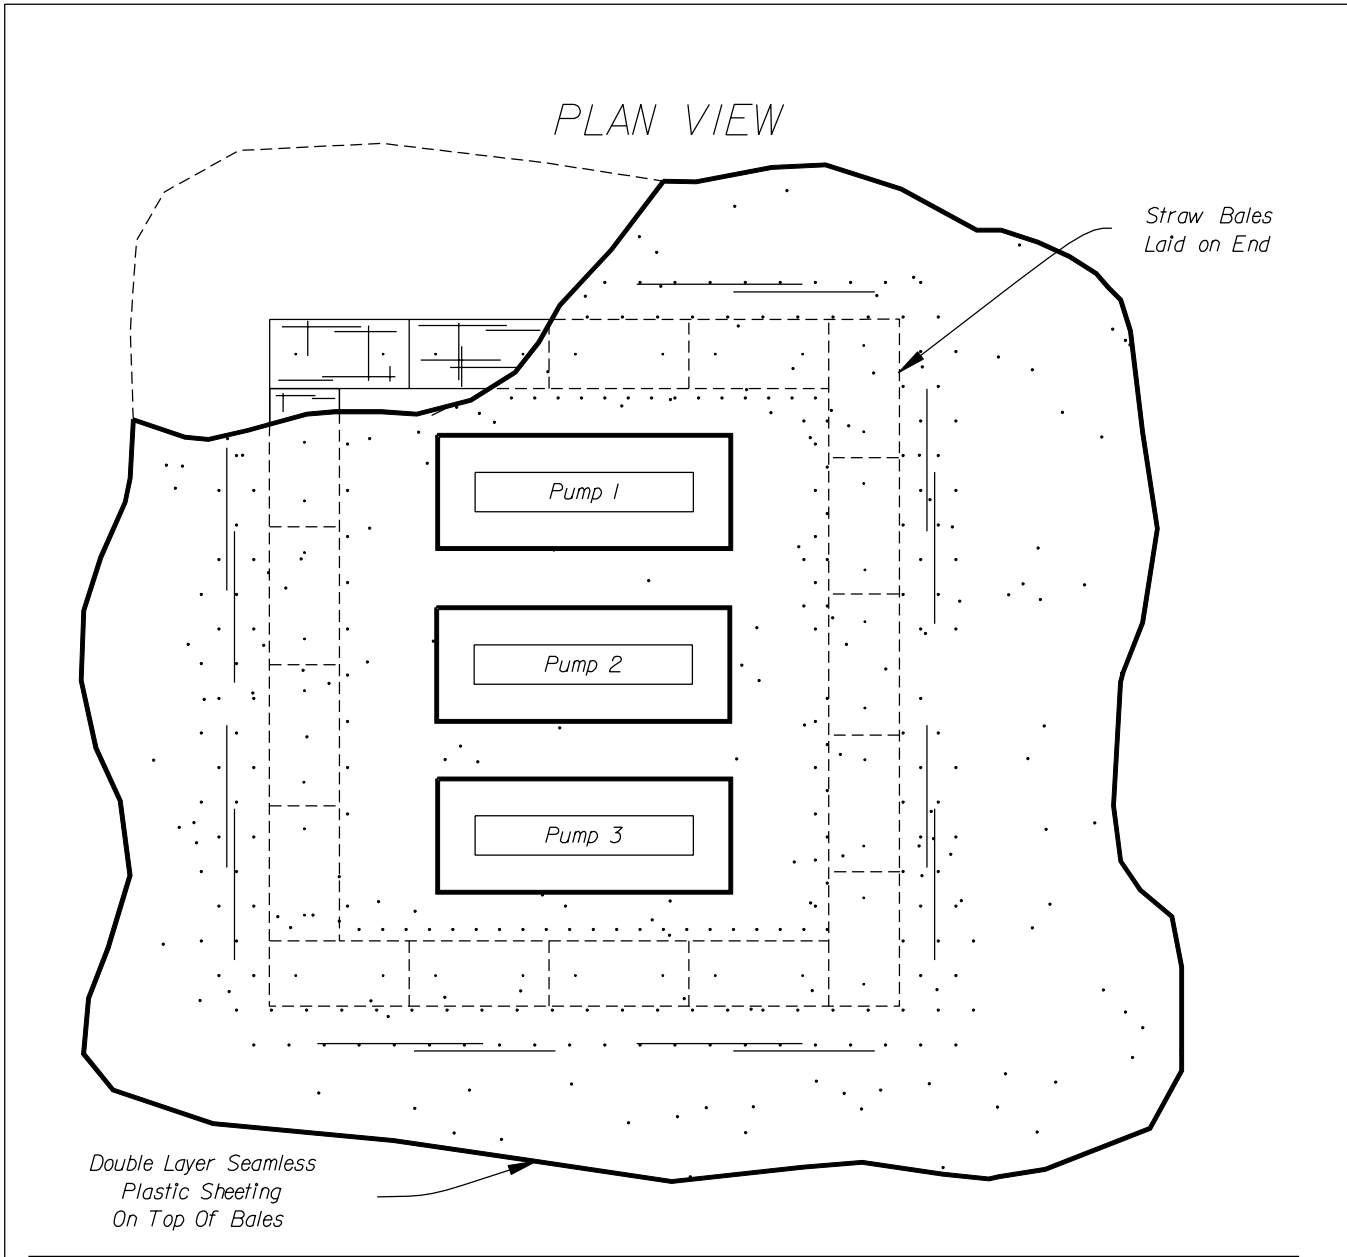 PLAN VIEW
Straw Bales
Laid on End
Pump 1
Pump 2
Pump 3
Double Layer Seamless
Plastic Sheeting
On Top Of Bales